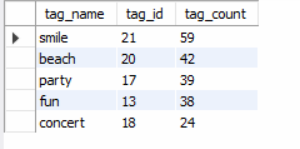 tag_name tag_id tag_count
smile 21 59
beach 20 42
party 17 39
fun 13 38
concert 18 24